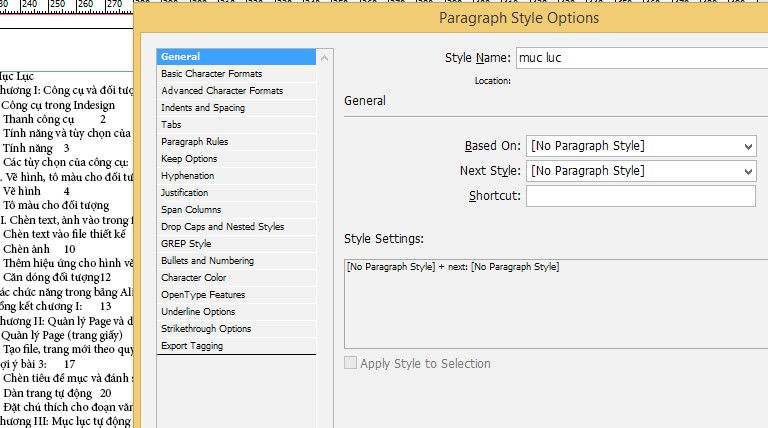 240 250 260 270
Paragraph Style Options
Mục Lục
hương I: Công cụ và đối tượ
Công cụ trong Indesign
Thanh công cụ 2
Tính năng và tùy chọn của
Tính năng 3
Các tùy chọn của công cụ:
. Vẽ hình, tô màu cho đối tư
Vẽ hình 4
Tô màu cho đối tượng
I. Chèn text, ảnh vào trong f
Chèn text vào file thiết kế
Chèn ảnh 10
Thêm hiệu ứng cho hình vẽ
Căn dóng đối tượng12
ác chức năng trong bảng Ali
ổng kết chương I: 13
hương II: Quản lý Page và d
Quản lý Page (trang giấy)
Tạo file, trang mới theo quy
ợi ý bài 3: 17
Chèn tiêu đề mục và đánh s
Dàn trang tự động 20
Đặt chú thích cho đoạn văn
hương III: Mục lục tự động
General
Basic Character Formats
Advanced Character Formats
Indents and Spacing
Tabs
Paragraph Rules
Keep Options
Hyphenation
Justification
Span Columns
Drop Caps and Nested Styles
GREP Style
Bullets and Numbering
Character Color
OpenType Features
Underline Options
Strikethrough Options
Export Tagging
Style Name: muc luc
Location:
General
Based On: [No Paragraph Style]
Next Style: [No Paragraph Style]
Shortcut:
Style Settings:
[No Paragraph Style] + next: [No Paragraph Style]
Apply Style to Selection